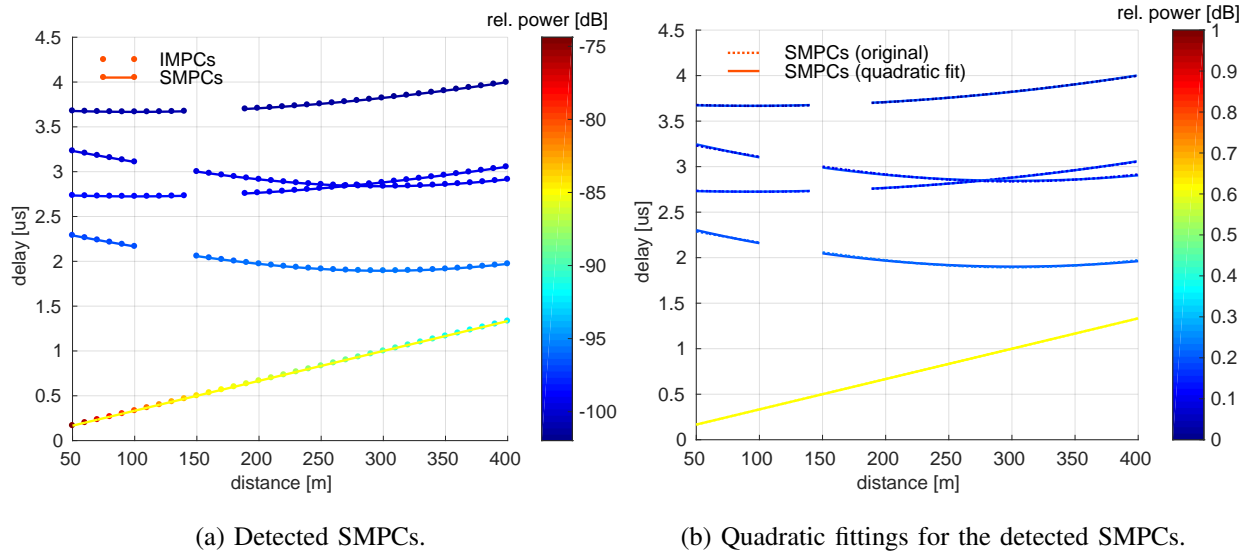 rel. power [dB]
4.5
4
3.5
3
2.5
2
1.5
1
0.5
0
delay [us]
IMPCs
SMPCs
-75
-80
-85
-90
-95
-100
50 100 150 200 250 300 350 400
distance [m]
(a) Detected SMPCs.
rel. power [dB]
4.5
4
3.5
3
2.5
2
1.5
1
0.5
0
delay [us]
SMPCs (original)
SMPCs (quadratic fit)
1
0.9
0.8
0.7
0.6
0.5
0.4
0.3
0.2
0.1
0
50 100 150 200 250 300 350 400
distance [m]
(b) Quadratic fittings for the detected SMPCs.